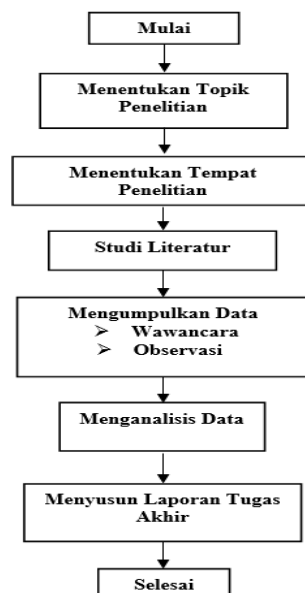 Mulai
Menentukan Topik
Penelitian
Menentukan Tempat
Penelitian
Studi Literatur
Mengumpulkan Data
➢ Wawancara
➢ Observasi
Menganalisis Data
Menyusun Laporan Tugas
Akhir
Selesai